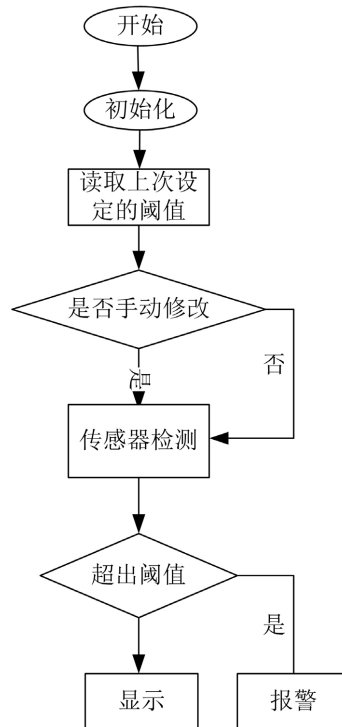 开始
初始化
读取上次设
定的阈值
是否手动修改
否
是
传感器检测
超出阈值
是
显示
报警